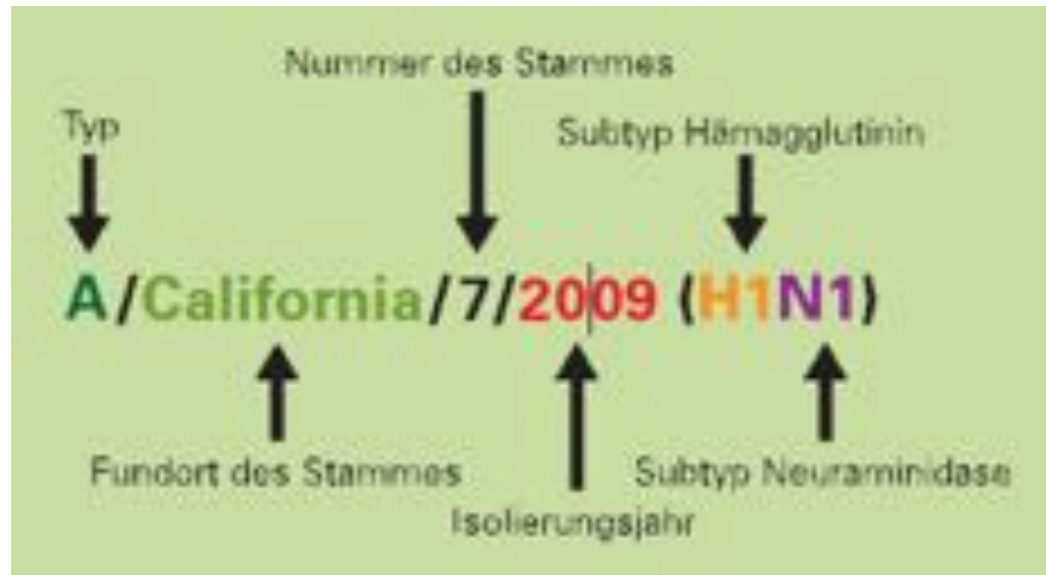 Nummer des Stammes
Typ
Subtyp Hämagglutinin
A/California/7/2009 (H1N1)
Fundort des Stammes
Subtyp Neuraminidase
Isolierungsjahr